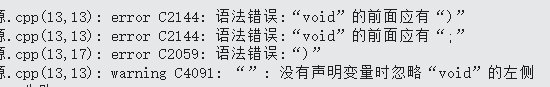 源.cpp(13,13): error C2144: 语法错误:“void”的前面应有“)”
源.cpp(13,13): error C2144: 语法错误:“void”的前面应有“;”
源.cpp(13,17): error C2059: 语法错误:“)”
源.cpp(13,13): warning C4091: “”: 没有声明变量时忽略“void”的左侧